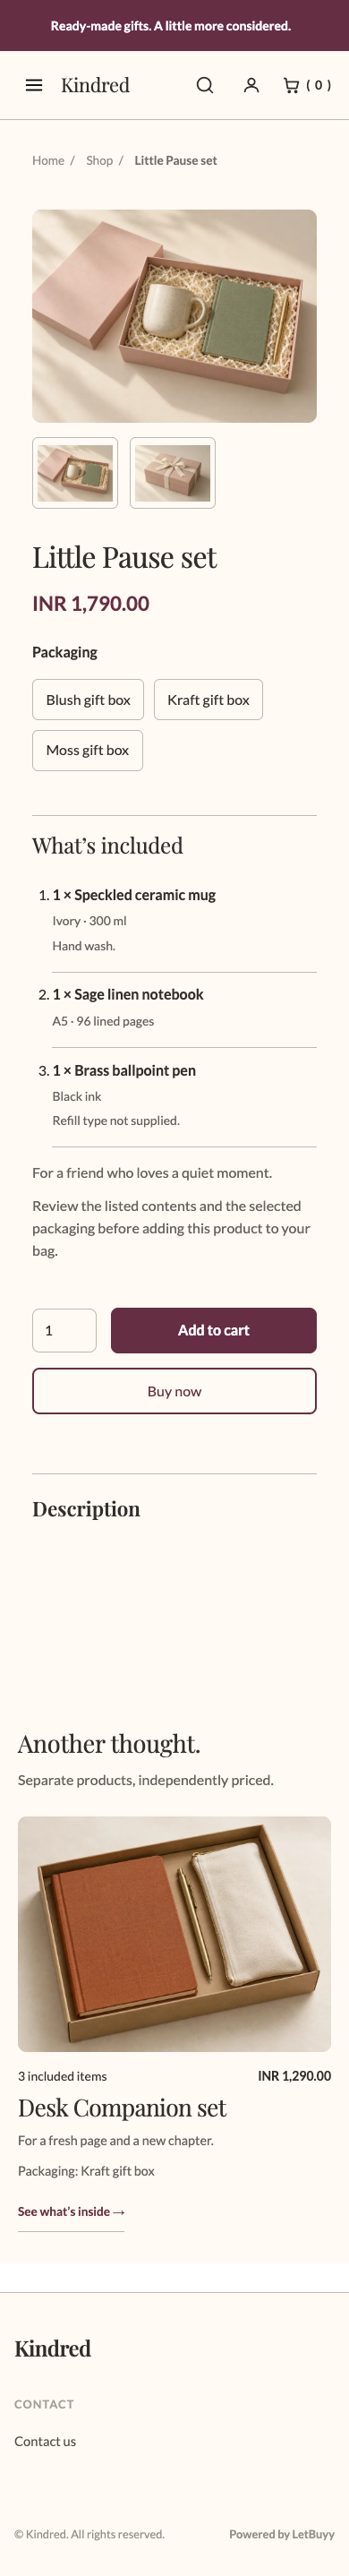 Ready-made gifts. A little more considered.
Kindred
( 0 )
Home / Shop / Little Pause set
Little Pause set
INR 1,790.00
Packaging
Blush gift box
Kraft gift box
Moss gift box
What’s included
1. 1 × Speckled ceramic mug
Ivory · 300 ml
Hand wash.
2. 1 × Sage linen notebook
A5 · 96 lined pages
3. 1 × Brass ballpoint pen
Black ink
Refill type not supplied.
For a friend who loves a quiet moment.
Review the listed contents and the selected
packaging before adding this product to your
bag.
1
Add to cart
Buy now
Description
Another thought.
Separate products, independently priced.
3 included items
INR 1,290.00
Desk Companion set
For a fresh page and a new chapter.
Packaging: Kraft gift box
See what’s inside →
Kindred
CONTACT
Contact us
© Kindred. All rights reserved.
Powered by LetBuyy